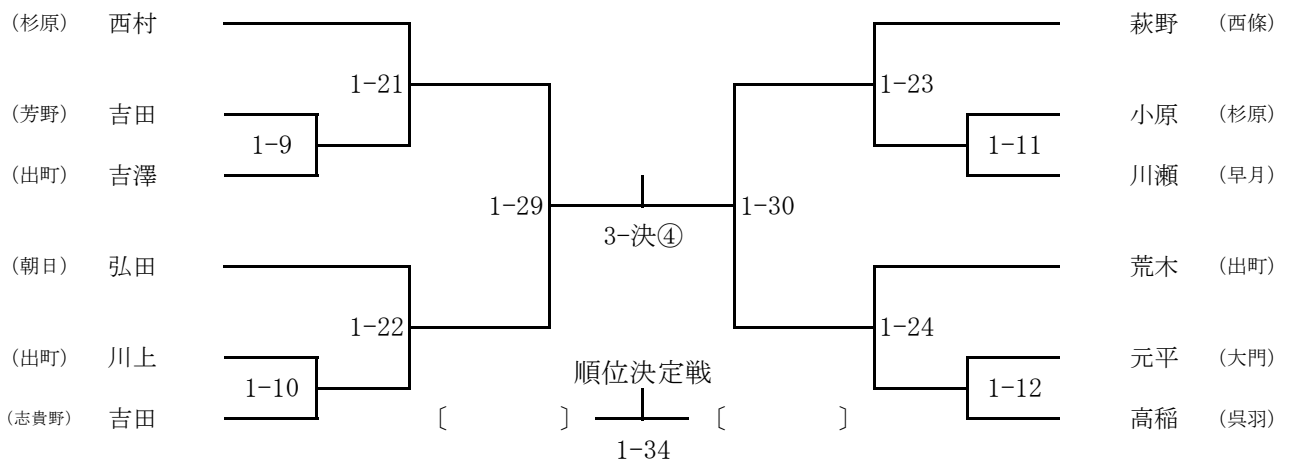 (杉原) 西村 萩野 (西條)
1-21 1-23
(芳野) 吉田 小原 (杉原)
1-9 1-11
(出町) 吉澤 川瀬 (早月)
1-29 1-30
3-決④
(朝日) 弘田 荒木 (出町)
1-22 1-24
(出町) 川上 元平 (大門)
順位決定戦
1-10 1-12
(志貴野) 吉田 〔 〕 〔 〕 高稲 (呉羽)
1-34